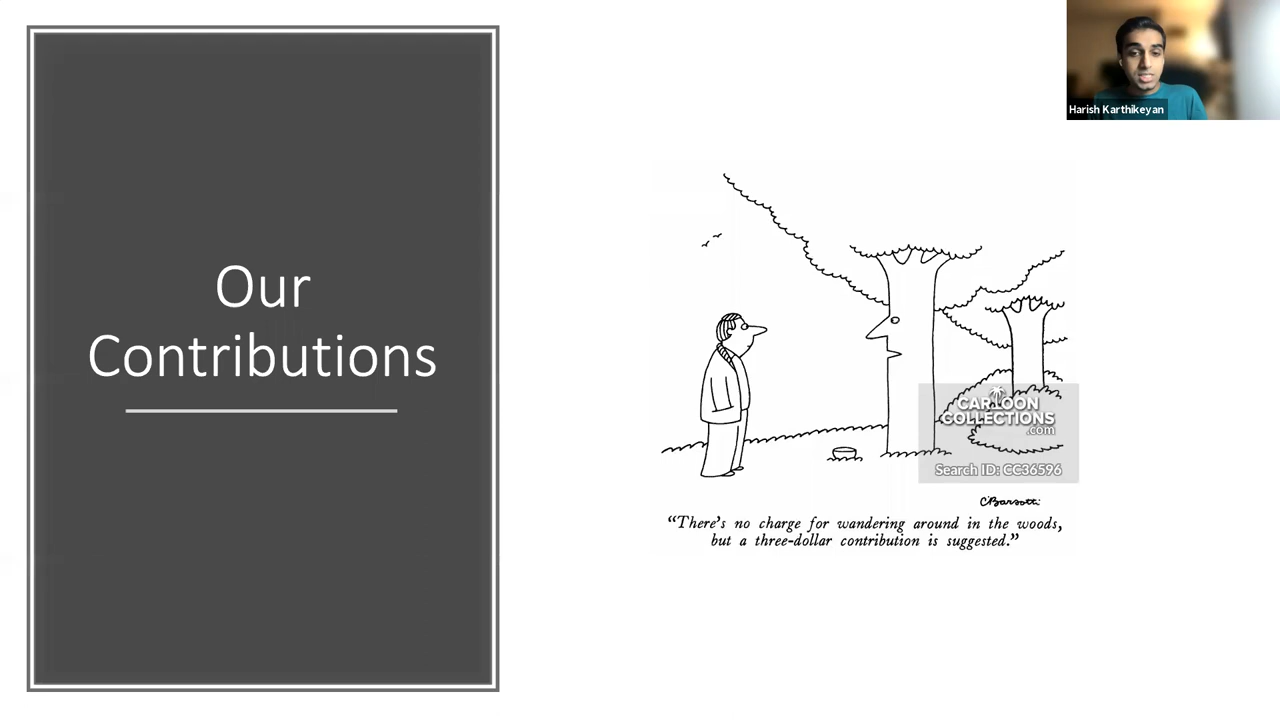 Our
Contributions
Harish Karthikeyan
CARTOON
COLLECTIONS
.com
Search ID: CC36596
CBarsotti
“There’s no charge for wandering around in the woods,
but a three-dollar contribution is suggested.”